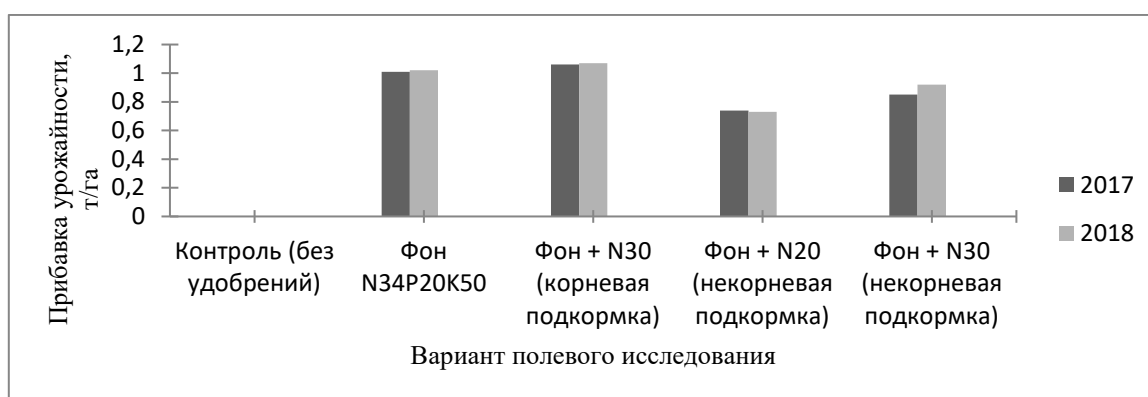 Прибавка урожайности,
т/га
1,2
1
0,8
0,6
0,4
0,2
0
Контроль (без
удобрений)
Фон
N34P20K50
Фон + N30
(корневая
подкормка)
Фон + N20
(некорневая
подкормка)
Фон + N30
(некорневая
подкормка)
Вариант полевого исследования
2017
2018